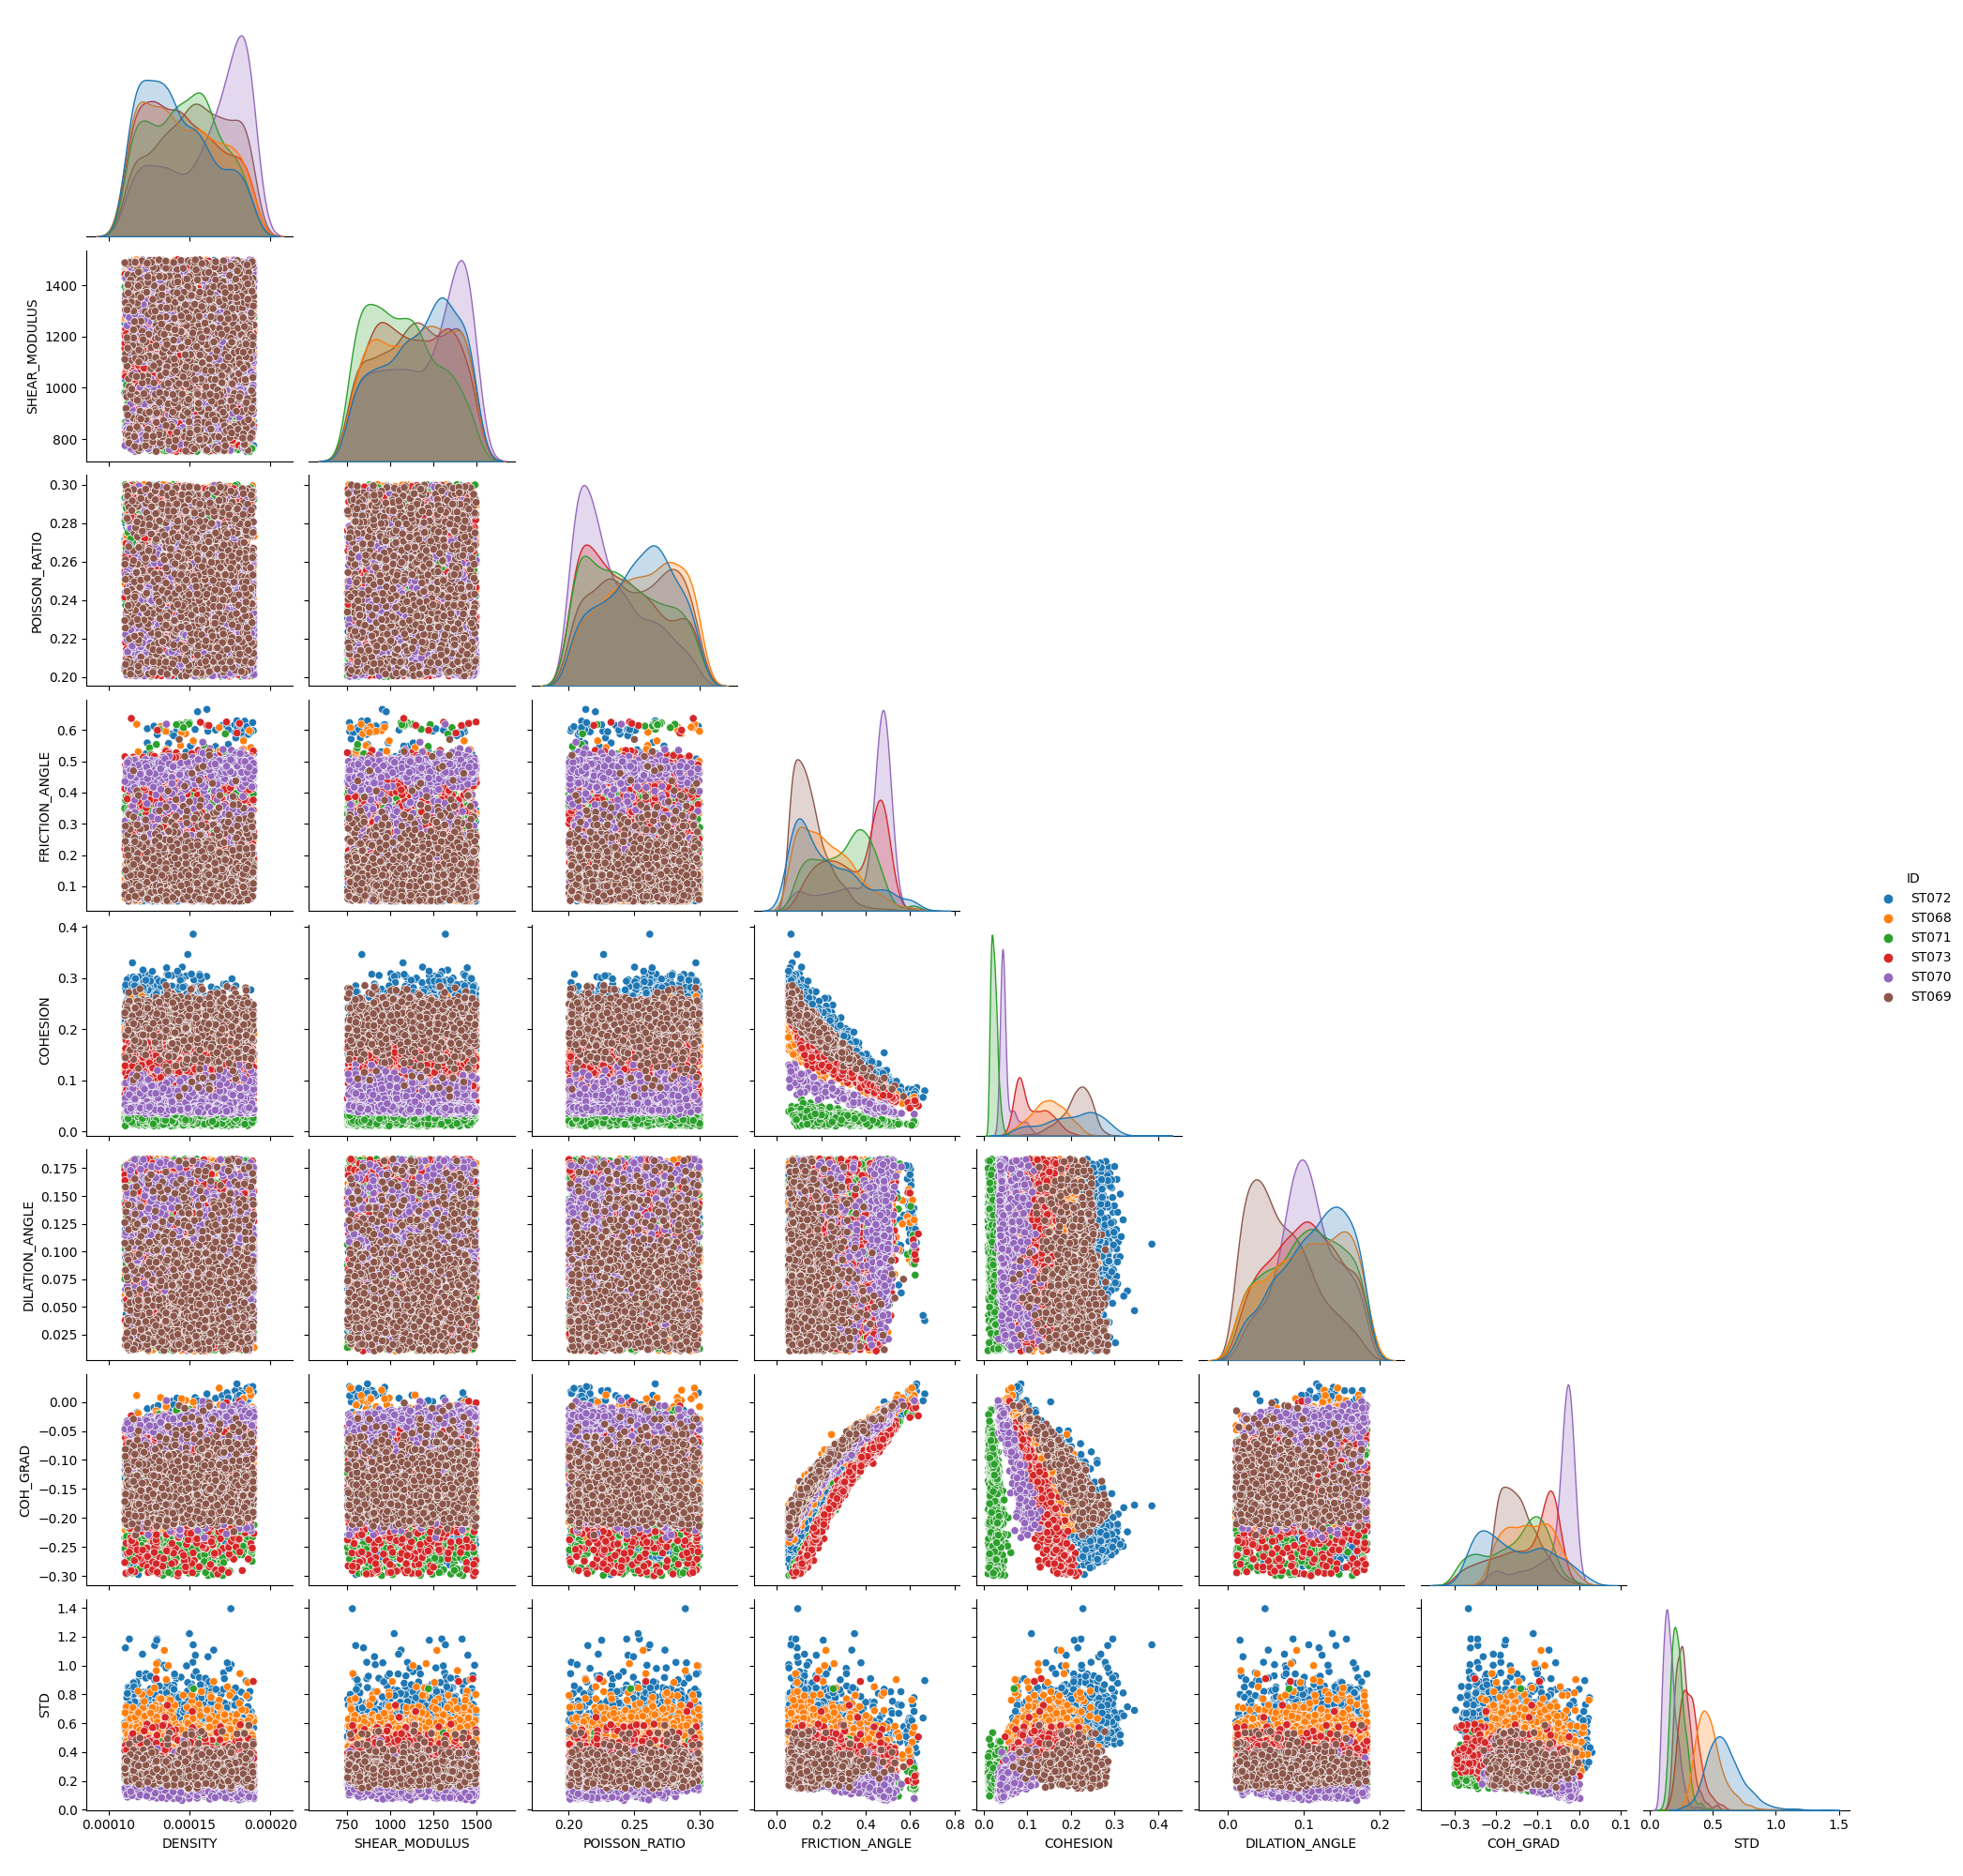 SHEAR_MODULUS
1400
1200
1000
800
POISSON_RATIO
0.30
0.28
0.26
0.24
0.22
0.20
FRICTION_ANGLE
0.6
0.5
0.4
0.3
0.2
0.1
ID
ST072
ST068
ST071
ST073
ST070
ST069
COHESION
0.4
0.3
0.2
0.1
0.0
DILATION_ANGLE
0.175
0.150
0.125
0.100
0.075
0.050
0.025
COH_GRAD
0.00
−0.05
−0.10
−0.15
−0.20
−0.25
−0.30
STD
1.4
1.2
1.0
0.8
0.6
0.4
0.2
0.0
0.00010 0.00015 0.00020 750 1000 1250 1500 0.20 0.25 0.30 0.0 0.2 0.4 0.6 0.8 0.0 0.1 0.2 0.3 0.4 0.0 0.1 0.2 −0.3 −0.2 −0.1 0.0 0.1 0.0 0.5 1.0 1.5
DENSITY SHEAR_MODULUS POISSON_RATIO FRICTION_ANGLE COHESION DILATION_ANGLE COH_GRAD STD